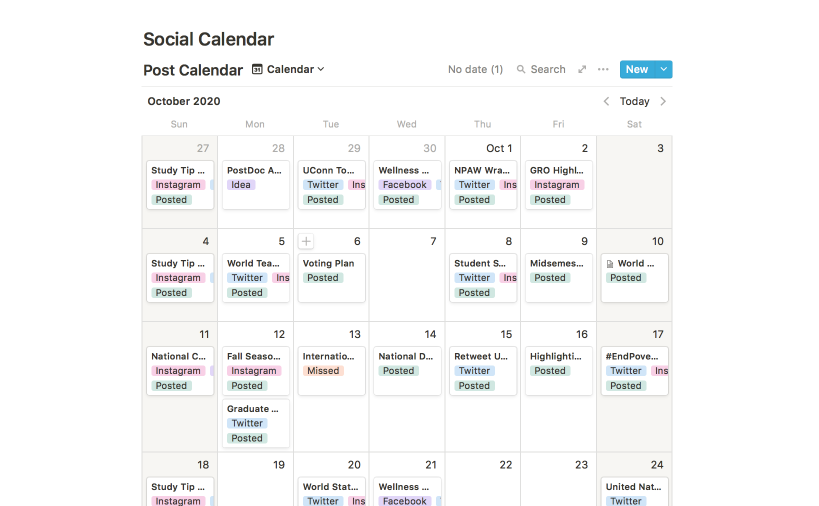 Social Calendar
Post Calendar 31 Calendar No date (1) Search ... New
October 2020 Today
Sun Mon Tue Wed Thu Fri Sat
27 28 29 30 Oct 1 2 3
Study Tip ... PostDoc A... UConn To... Wellness ... NPAW Wra... GRO Highl...
Instagram Idea Twitter Ins Facebook Twitter Ins Instagram
Posted Posted Posted Posted Posted
4 5 6 7 8 9 10
Study Tip ... World Tea... Voting Plan Student S... Midsemes... World ...
Instagram Twitter Ins Posted Twitter Ins Posted Posted
Posted Posted Posted
11 12 13 14 15 16 17
National C... Fall Seaso... Internatio... National D... Retweet U... Highlighti... #EndPove...
Instagram Instagram Missed Posted Twitter Posted Twitter Ins
Posted Posted Posted Posted
Graduate ...
Twitter
Posted
18 19 20 21 22 23 24
Study Tip ... World Stat... Wellness ... United Nat...
Instagram Twitter Ins Facebook Twitter